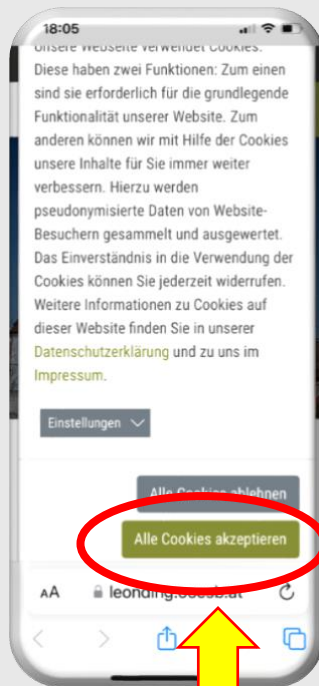 18:05
Unsere Webseite verwendet Cookies.
Diese haben zwei Funktionen: Zum einen
sind sie erforderlich für die grundlegende
Funktionalität unserer Website. Zum
anderen können wir mit Hilfe der Cookies
unsere Inhalte für Sie immer weiter
verbessern. Hierzu werden
pseudonymisierte Daten von Website-
Besuchern gesammelt und ausgewertet.
Das Einverständnis in die Verwendung der
Cookies können Sie jederzeit widerrufen.
Weitere Informationen zu Cookies auf
dieser Website finden Sie in unserer
Datenschutzerklärung und zu uns im
Impressum.
Einstellungen
Alle Cookies ablehnen
Alle Cookies akzeptieren
AA